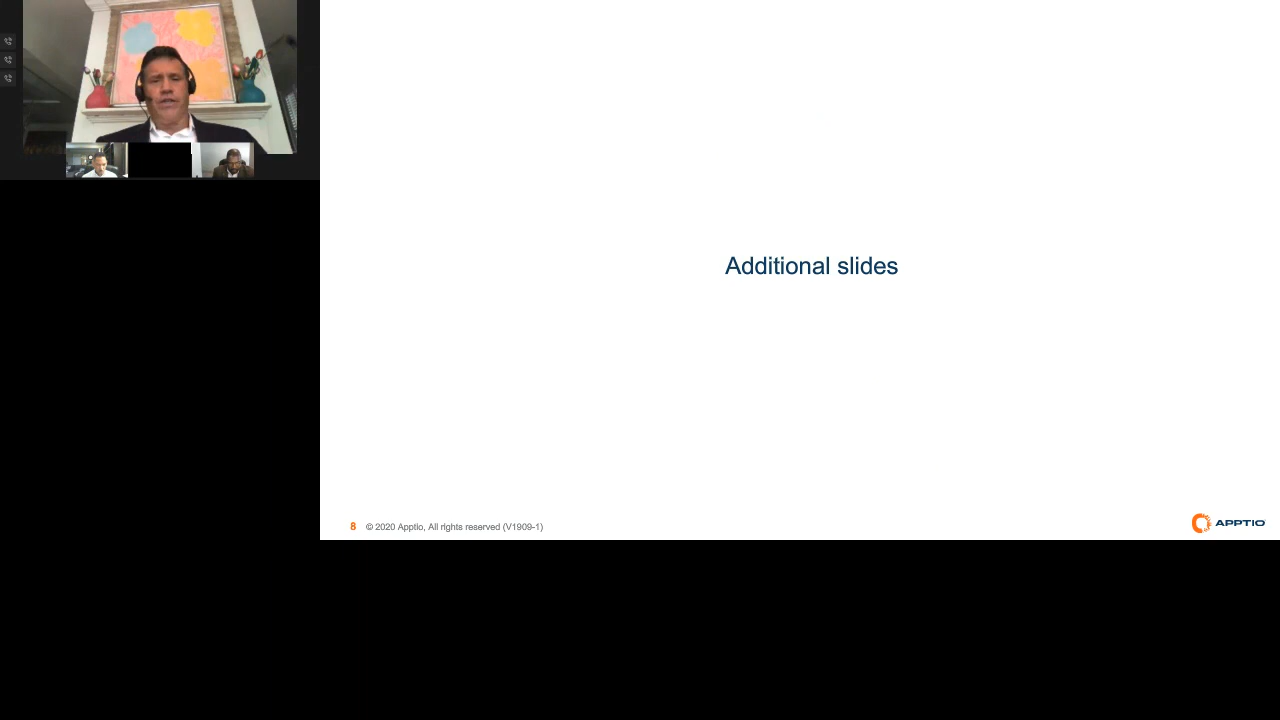 Additional slides
8 © 2020 Apptio, All rights reserved (V1909-1)
APPTIO